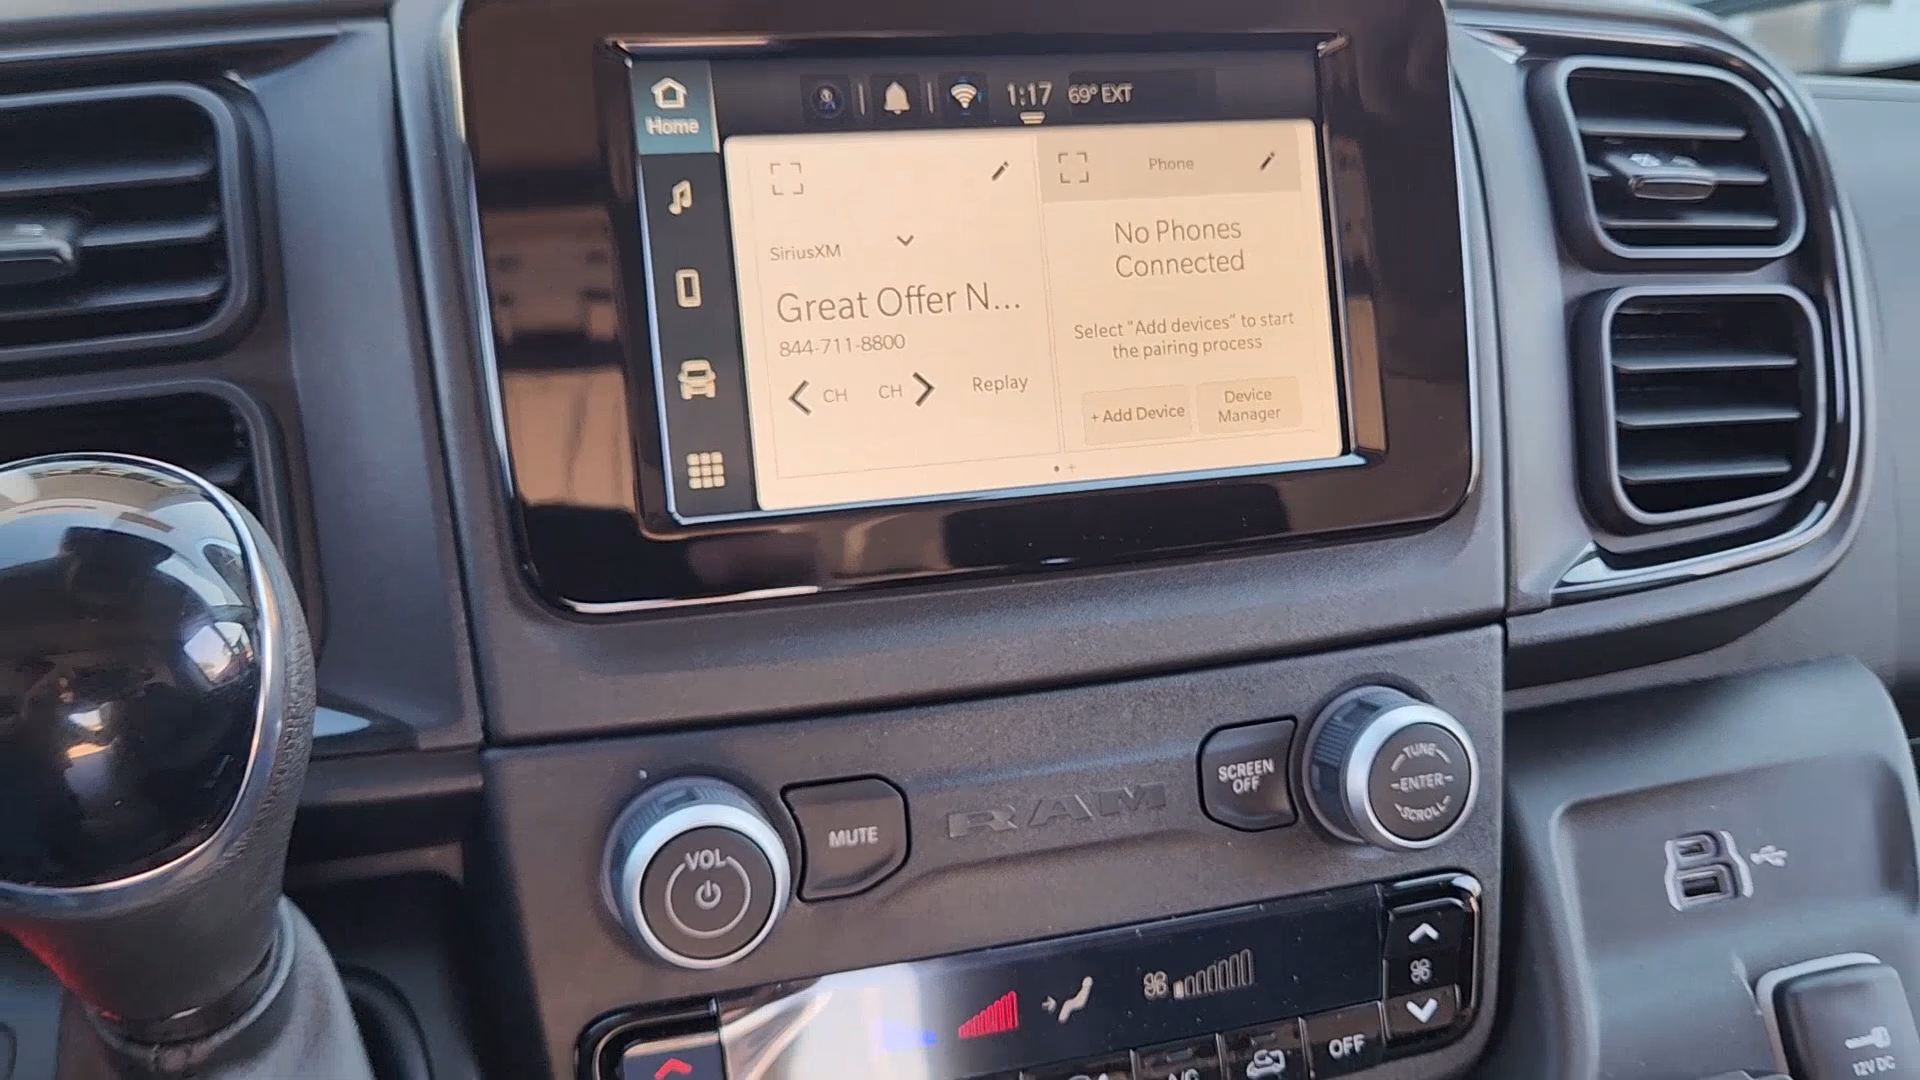 Home
1:17 69° EXT
SiriusXM
Great Offer N...
844-711-8800
CH CH Replay
Phone
No Phones
Connected
Select "Add devices" to start
the pairing process
+ Add Device
Device
Manager
VOL
MUTE
RAM
SCREEN
OFF
TUNE
ENTER
SCROLL
OFF
A/C
12V DC